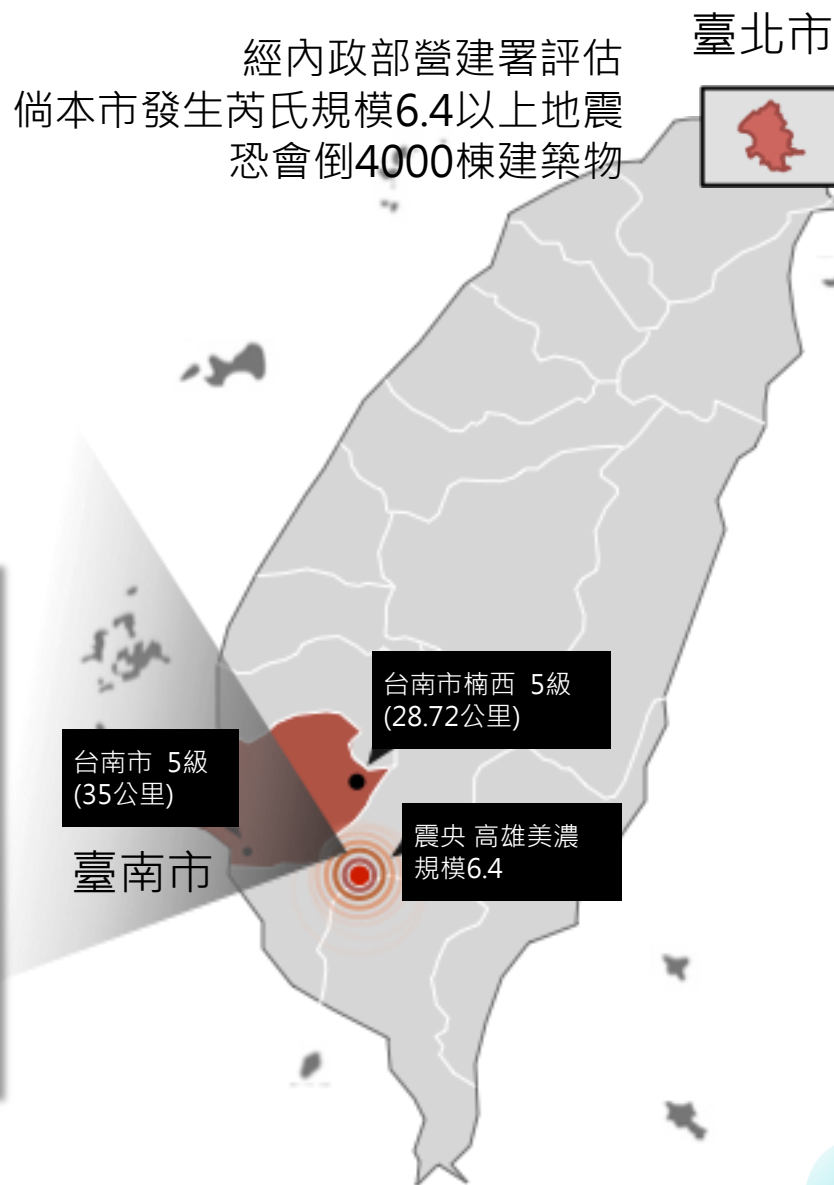 臺北市
經內政部營建署評估
倘本市發生芮氏規模6.4以上地震
恐會倒4000棟建築物
台南市楠西 5級
(28.72公里)
台南市 5級
(35公里)
震央 高雄美濃
規模6.4
臺南市